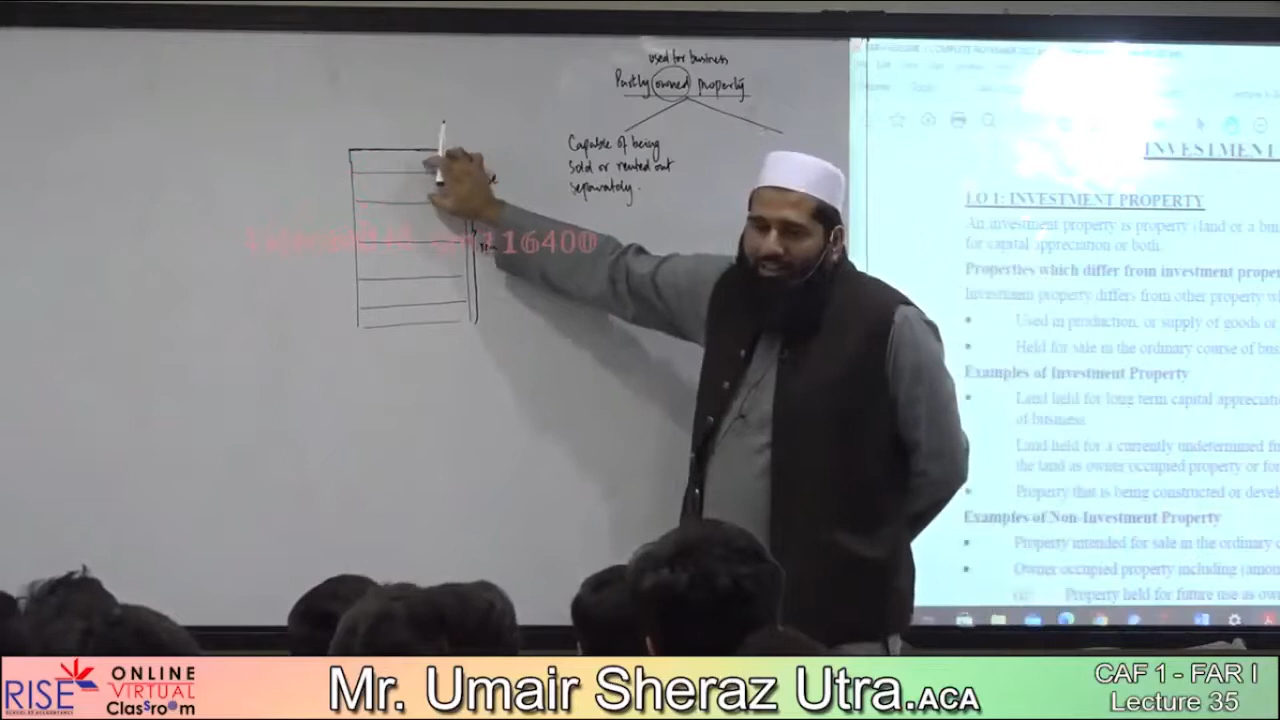 used for business
Partly owned property
Capable of being
sold or rented out
separately.
INVESTMENT
LO 1: INVESTMENT PROPERTY
An investment property is property (land or a bui
for capital appreciation or both.
Properties which differ from investment proper
Investment property differs from other property wh
Used in production, or supply of goods or
Held for sale in the ordinary course of bus
Examples of Investment Property
Land held for long term capital appreciatio
of business.
Land held for a currently undetermined fu
the land as owner occupied property or for
Property that is being constructed or devel
Examples of Non-Investment Property
Property intended for sale in the ordinary c
Owner occupied property including (amon
Property held for future use as own
116400
RISE
ONLINE
VIRTUAL
ClasSro@m
Mr. Umair Sheraz Utra.ACA
CAF 1 - FAR I
Lecture 35